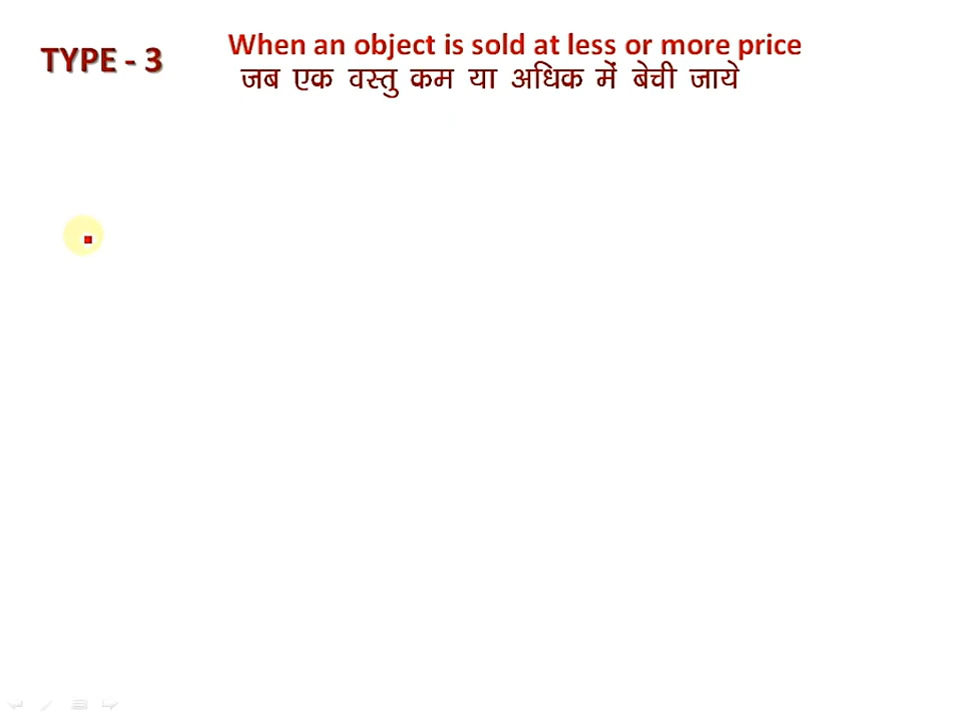 TYPE - 3
When an object is sold at less or more price
जब एक वस्तु कम या अधिक में बेची जाये